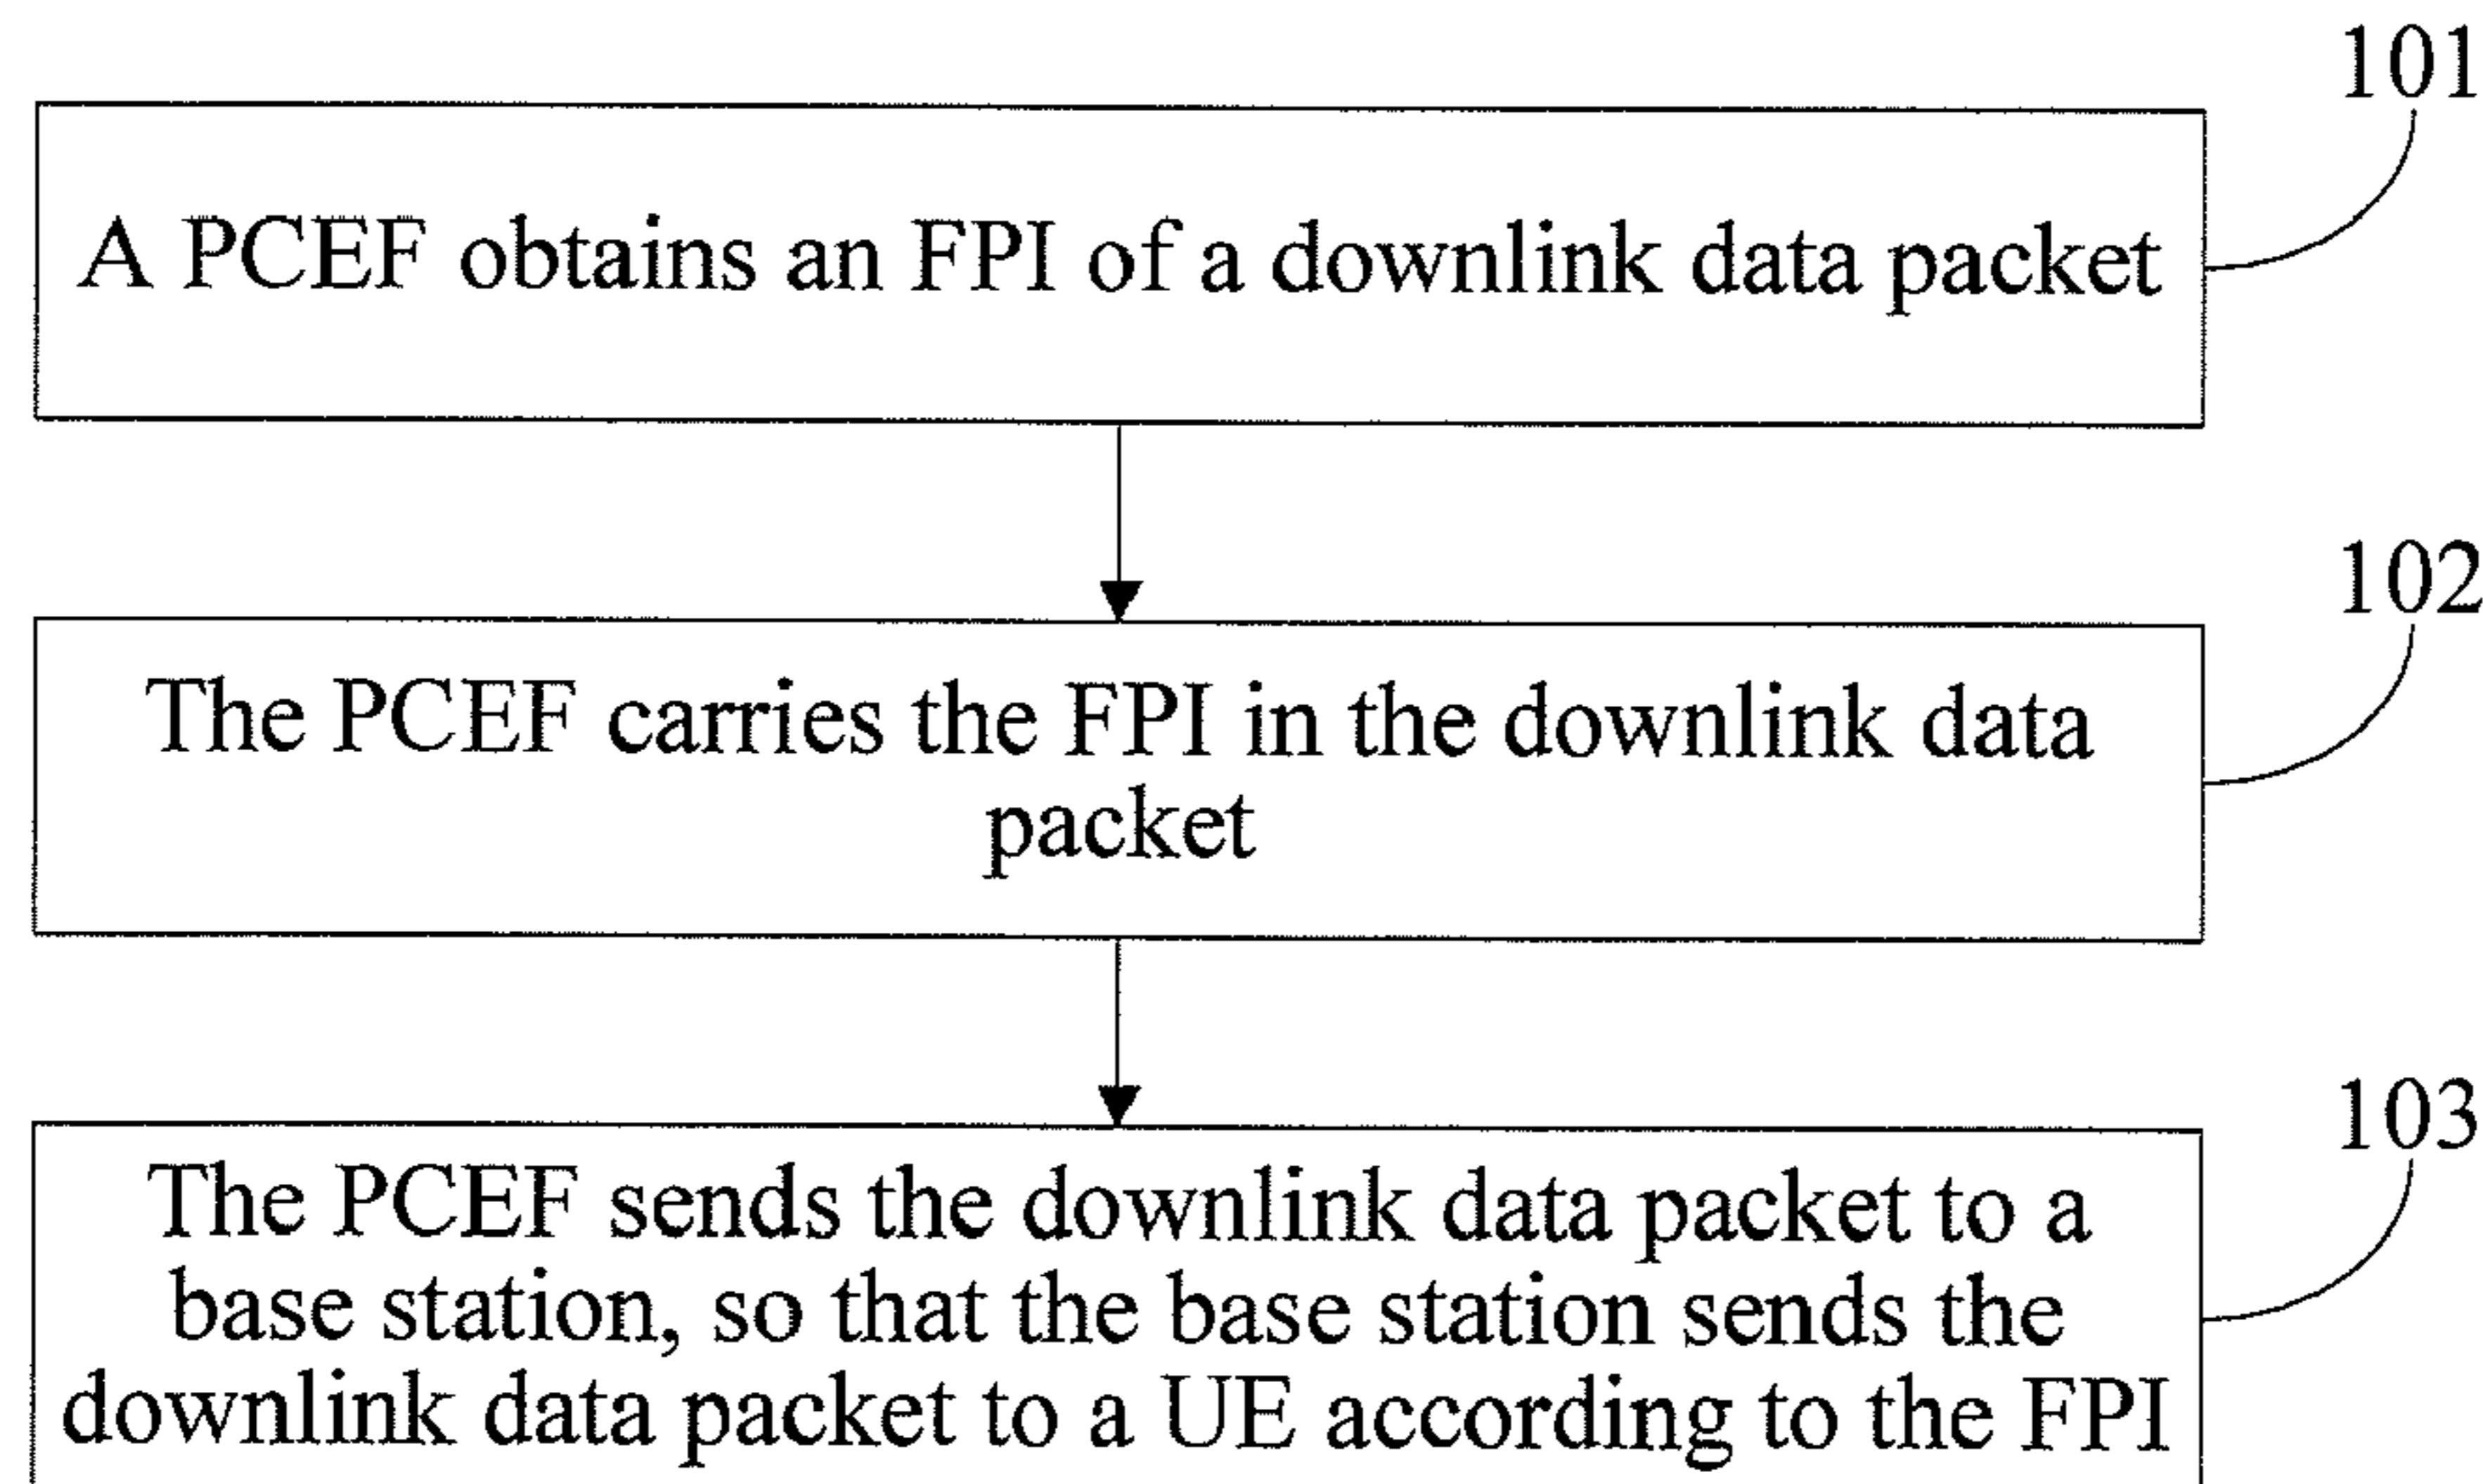 101
A PCEF obtains an FPI of a downlink data packet
102
The PCEF carries the FPI in the downlink data
packet
103
The PCEF sends the downlink data packet to a
base station, so that the base station sends the
downlink data packet to a UE according to the FPI